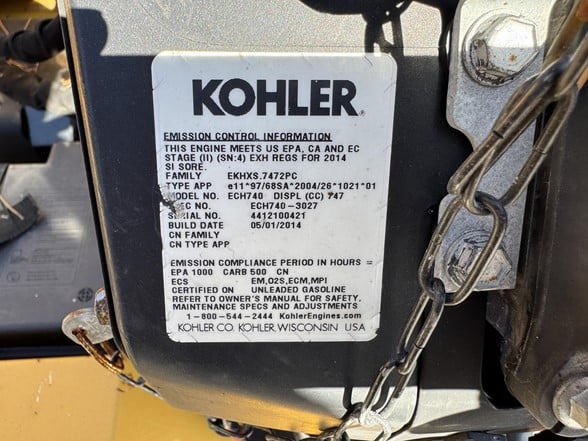 KOHLER®
EMISSION CONTROL INFORMATION
THIS ENGINE MEETS US EPA, CA AND EC
STAGE (II) (SN:4) EXH REGS FOR 2014
SI SORE.
FAMILY EKHXS.7472PC
TYPE APP e11*97/68SA*2004/26*1021*01
MODEL NO. ECH740 DISPL (CC) 747
EC NO. ECH740-3027
SERIAL NO. 4412100421
BUILD DATE 05/01/2014
CN FAMILY
CN TYPE APP
EMISSION COMPLIANCE PERIOD IN HOURS =
EPA 1000 CARB 500 CN
ECS EM,O2S,ECM,MPI
CERTIFIED ON UNLEADED GASOLINE
REFER TO OWNER'S MANUAL FOR SAFETY,
MAINTENANCE SPECS AND ADJUSTMENTS
1-800-544-2444 KohlerEngines.com
KOHLER CO. KOHLER, WISCONSIN USA